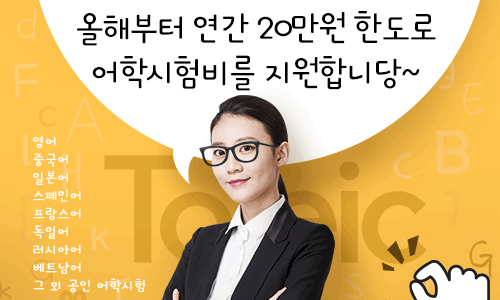 올해부터 연간 20만원 한도로
어학시험비를 지원합니당~
영어
중국어
일본어
스페인어
프랑스어
독일어
러시아어
베트남어
그 외 공인 어학시험
Toeic